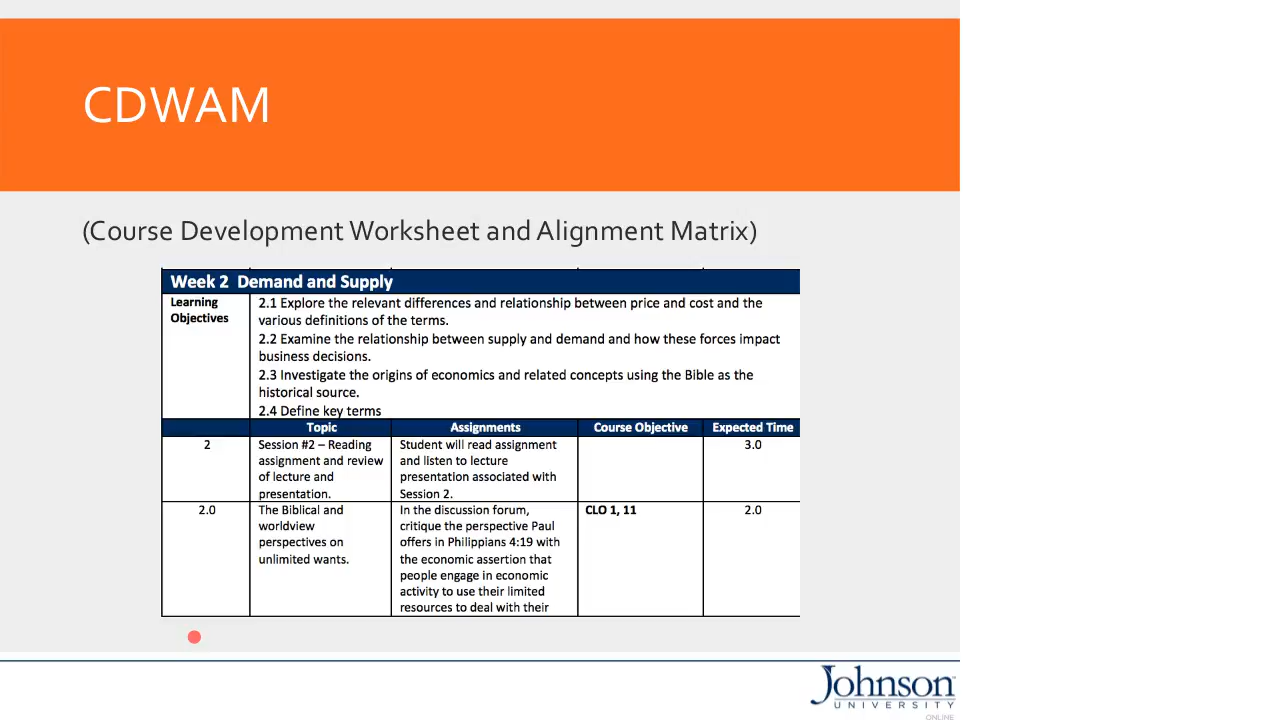 CDWAM
(Course Development Worksheet and Alignment Matrix)
Week 2 Demand and Supply
Learning
Objectives
2.1 Explore the relevant differences and relationship between price and cost and the
various definitions of the terms.
2.2 Examine the relationship between supply and demand and how these forces impact
business decisions.
2.3 Investigate the origins of economics and related concepts using the Bible as the
historical source.
2.4 Define key terms
Topic
Assignments
Course Objective
Expected Time
2
Session #2 – Reading
assignment and review
of lecture and
presentation.
Student will read assignment
and listen to lecture
presentation associated with
Session 2.
3.0
2.0
The Biblical and
worldview
perspectives on
unlimited wants.
In the discussion forum,
critique the perspective Paul
offers in Philippians 4:19 with
the economic assertion that
people engage in economic
activity to use their limited
resources to deal with their
CLO 1, 11
2.0
Johnson
UNIVERSITY
ONLINE